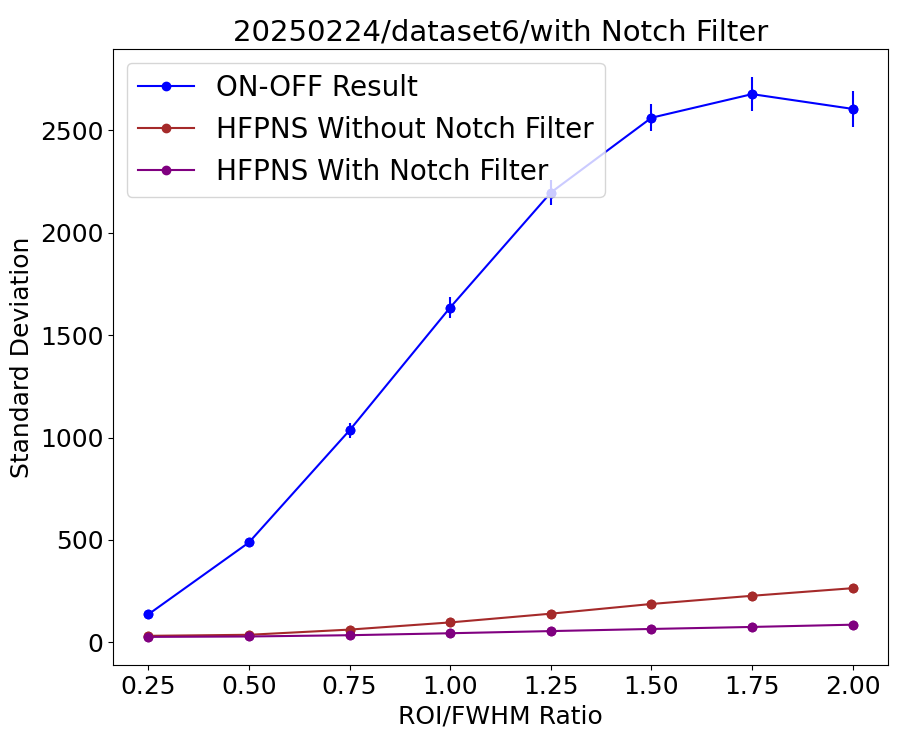 20250224/dataset6/with Notch Filter
ON-OFF Result
HFPNS Without Notch Filter
HFPNS With Notch Filter
Standard Deviation
2500
2000
1500
1000
500
0
0.25 0.50 0.75 1.00 1.25 1.50 1.75 2.00
ROI/FWHM Ratio